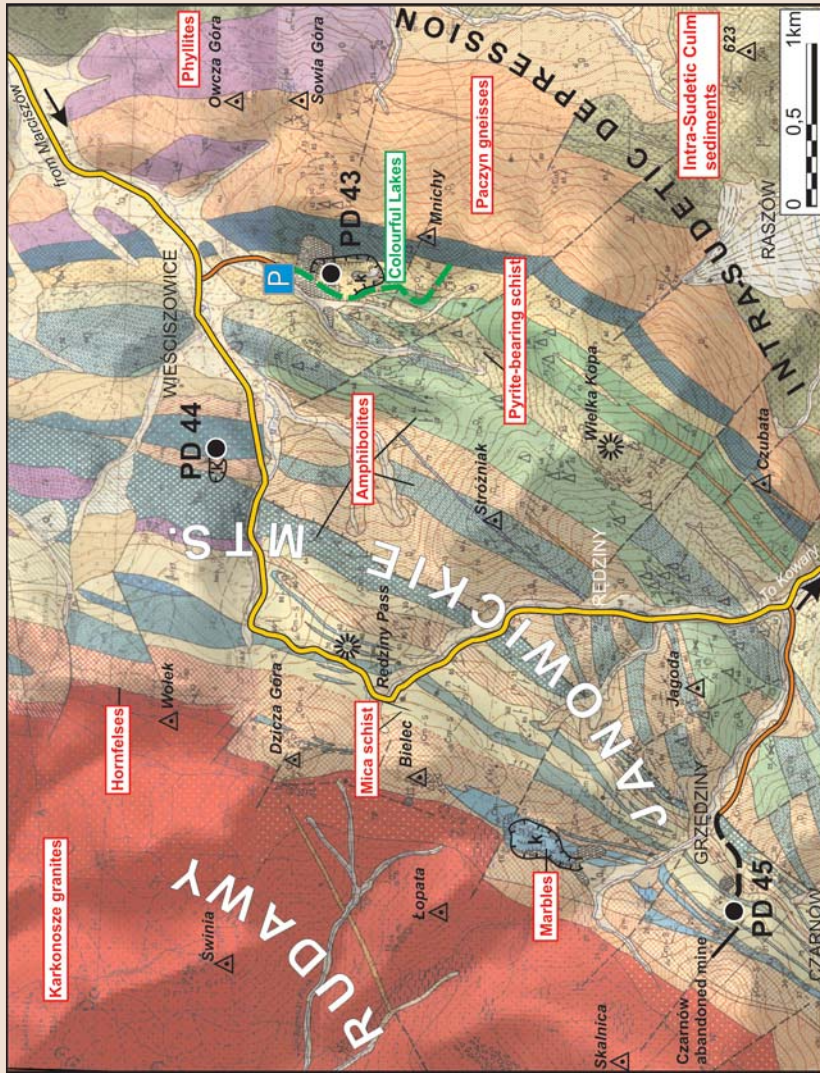 Karkonosze granites
Hornfelses
from Marciszów
Phyllites
Wołek
WIEŚCISZOWICE
Świnia
PD 44
Owcza Góra
k
RUDAWY
JANOWICKIE
MTS.
Dzicza Góra
P
Sowia Góra
Rędziny Pass
PD 43
Mica schist
Amphibolites
k
Colourful Lakes
INTRA-SUDETIC DEPRESSION
Łopata
Bielec
Mnichy
Paczyn gneisses
Stróżniak
Pyrite-bearing schist
Marbles
k
RĘDZINY
Wielka Kopa
Skalnica
Czarnów
abandoned mine
GRZĘDZINY
Jagoda
Intra-Sudetic Culm
sediments
623
PD 45
Czubata
RASZÓW
CZARNÓW
To Kowary
0 0,5 1km